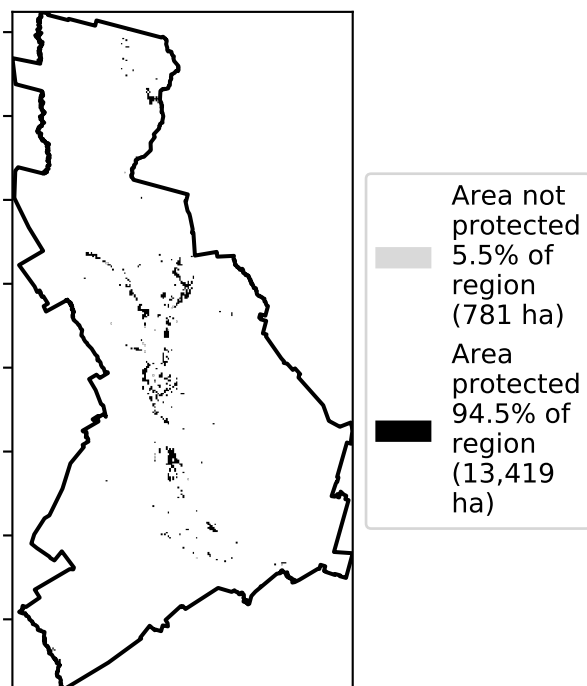 Area not
protected
5.5% of
region
(781 ha)
Area
protected
94.5% of
region
(13,419
ha)